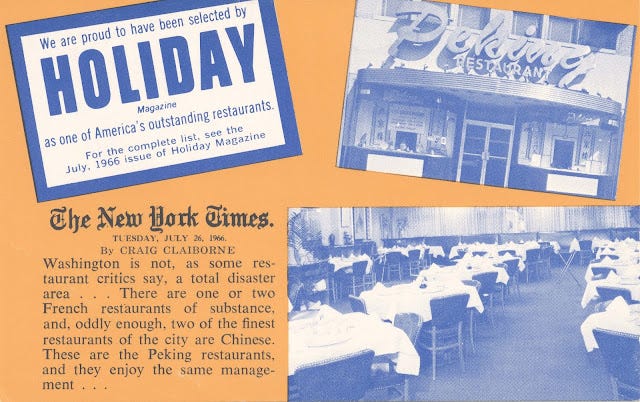 We are proud to have been selected by
HOLIDAY
Magazine
as one of America's outstanding restaurants.
For the complete list, see the
July, 1966 issue of Holiday Magazine
Peking
RESTAURANT
The New York Times.
TUESDAY, JULY 26, 1966.
By CRAIG CLAIBORNE
Washington is not, as some res-
taurant critics say, a total disaster
area . . . There are one or two
French restaurants of substance,
and, oddly enough, two of the finest
restaurants of the city are Chinese.
These are the Peking restaurants,
and they enjoy the same manage-
ment . . .